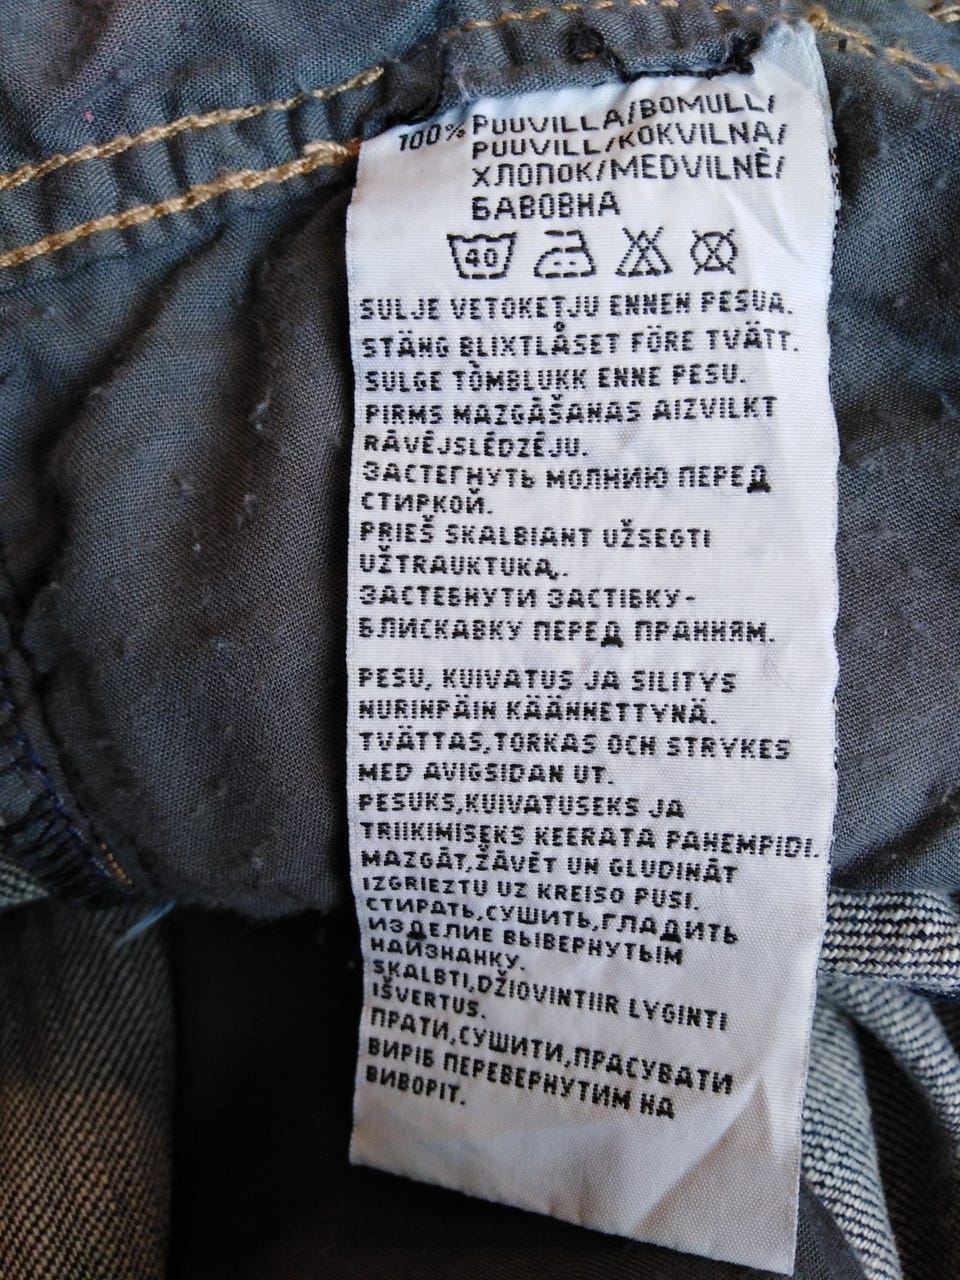 100% PUUVILLA/BOMULL/
PUUVILL/KOKVILNA/
ХЛОПОК/MEDVILNĖ/
БАВОВНА
40
SULJE VETOKETJU ENNEN PESUA.
STÄNG BLIXTLÅSET FÖRE TVÄTT.
SULGE TÒMBLUKK ENNE PESU.
PIRMS MAZGĀŠANAS AIZVILKT
RĀVĒJSLĒDZĒJU.
ЗАСТЕГНУТЬ МОЛНИЮ ПЕРЕД
СТИРКОЙ.
PRIEŠ SKALBIANT UŽSEGTI
UŽTRAUKTUKĄ.
ЗАСТЕБНУТИ ЗАСТІБКУ-
БЛИСКАВКУ ПЕРЕД ПРАННЯМ.
PESU, KUIVATUS JA SILITYS
NURINPÄIN KÄÄNNETTYNÄ.
TVÄTTAS,TORKAS OCH STRYKES
MED AVIGSIDAN UT.
PESUKS,KUIVATUSEKS JA
TRIIKIMISEKS KEERATA PAHEMPIDI.
MAZGĀT,ŽĀVĒT UN GLUDINĀT
IZGRIEZTU UZ KREISO PUSI.
СТИРАТЬ,СУШИТЬ,ГЛАДИТЬ
ИЗДЕЛИЕ ВЫВЕРНУТЫМ
НАИЗНАНКУ.
SKALBTI,DŽIOVINTIIR LYGINTI
IŠVERTUS.
ПРАТИ,СУШИТИ,ПРАСУВАТИ
ВИРІБ ПЕРЕВЕРНУТИМ НА
ВИВОРІТ.